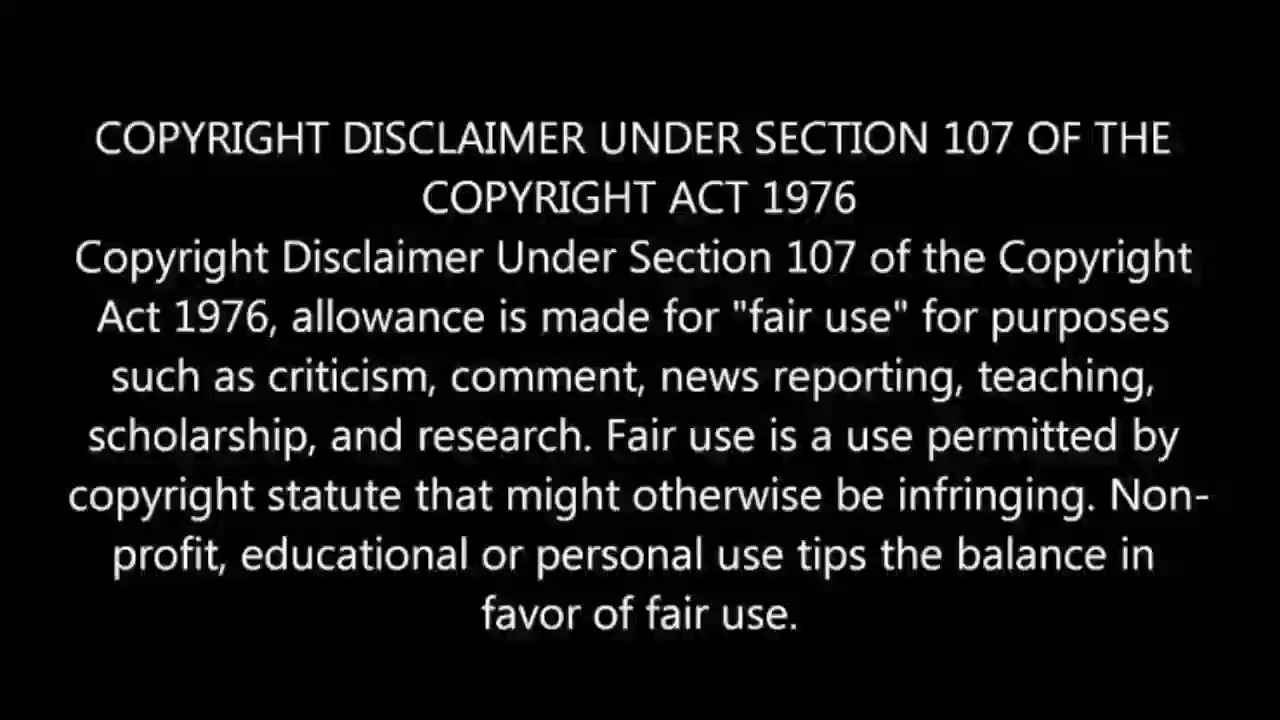 COPYRIGHT DISCLAIMER UNDER SECTION 107 OF THE
COPYRIGHT ACT 1976
Copyright Disclaimer Under Section 107 of the Copyright
Act 1976, allowance is made for "fair use" for purposes
such as criticism, comment, news reporting, teaching,
scholarship, and research. Fair use is a use permitted by
copyright statute that might otherwise be infringing. Non-
profit, educational or personal use tips the balance in
favor of fair use.